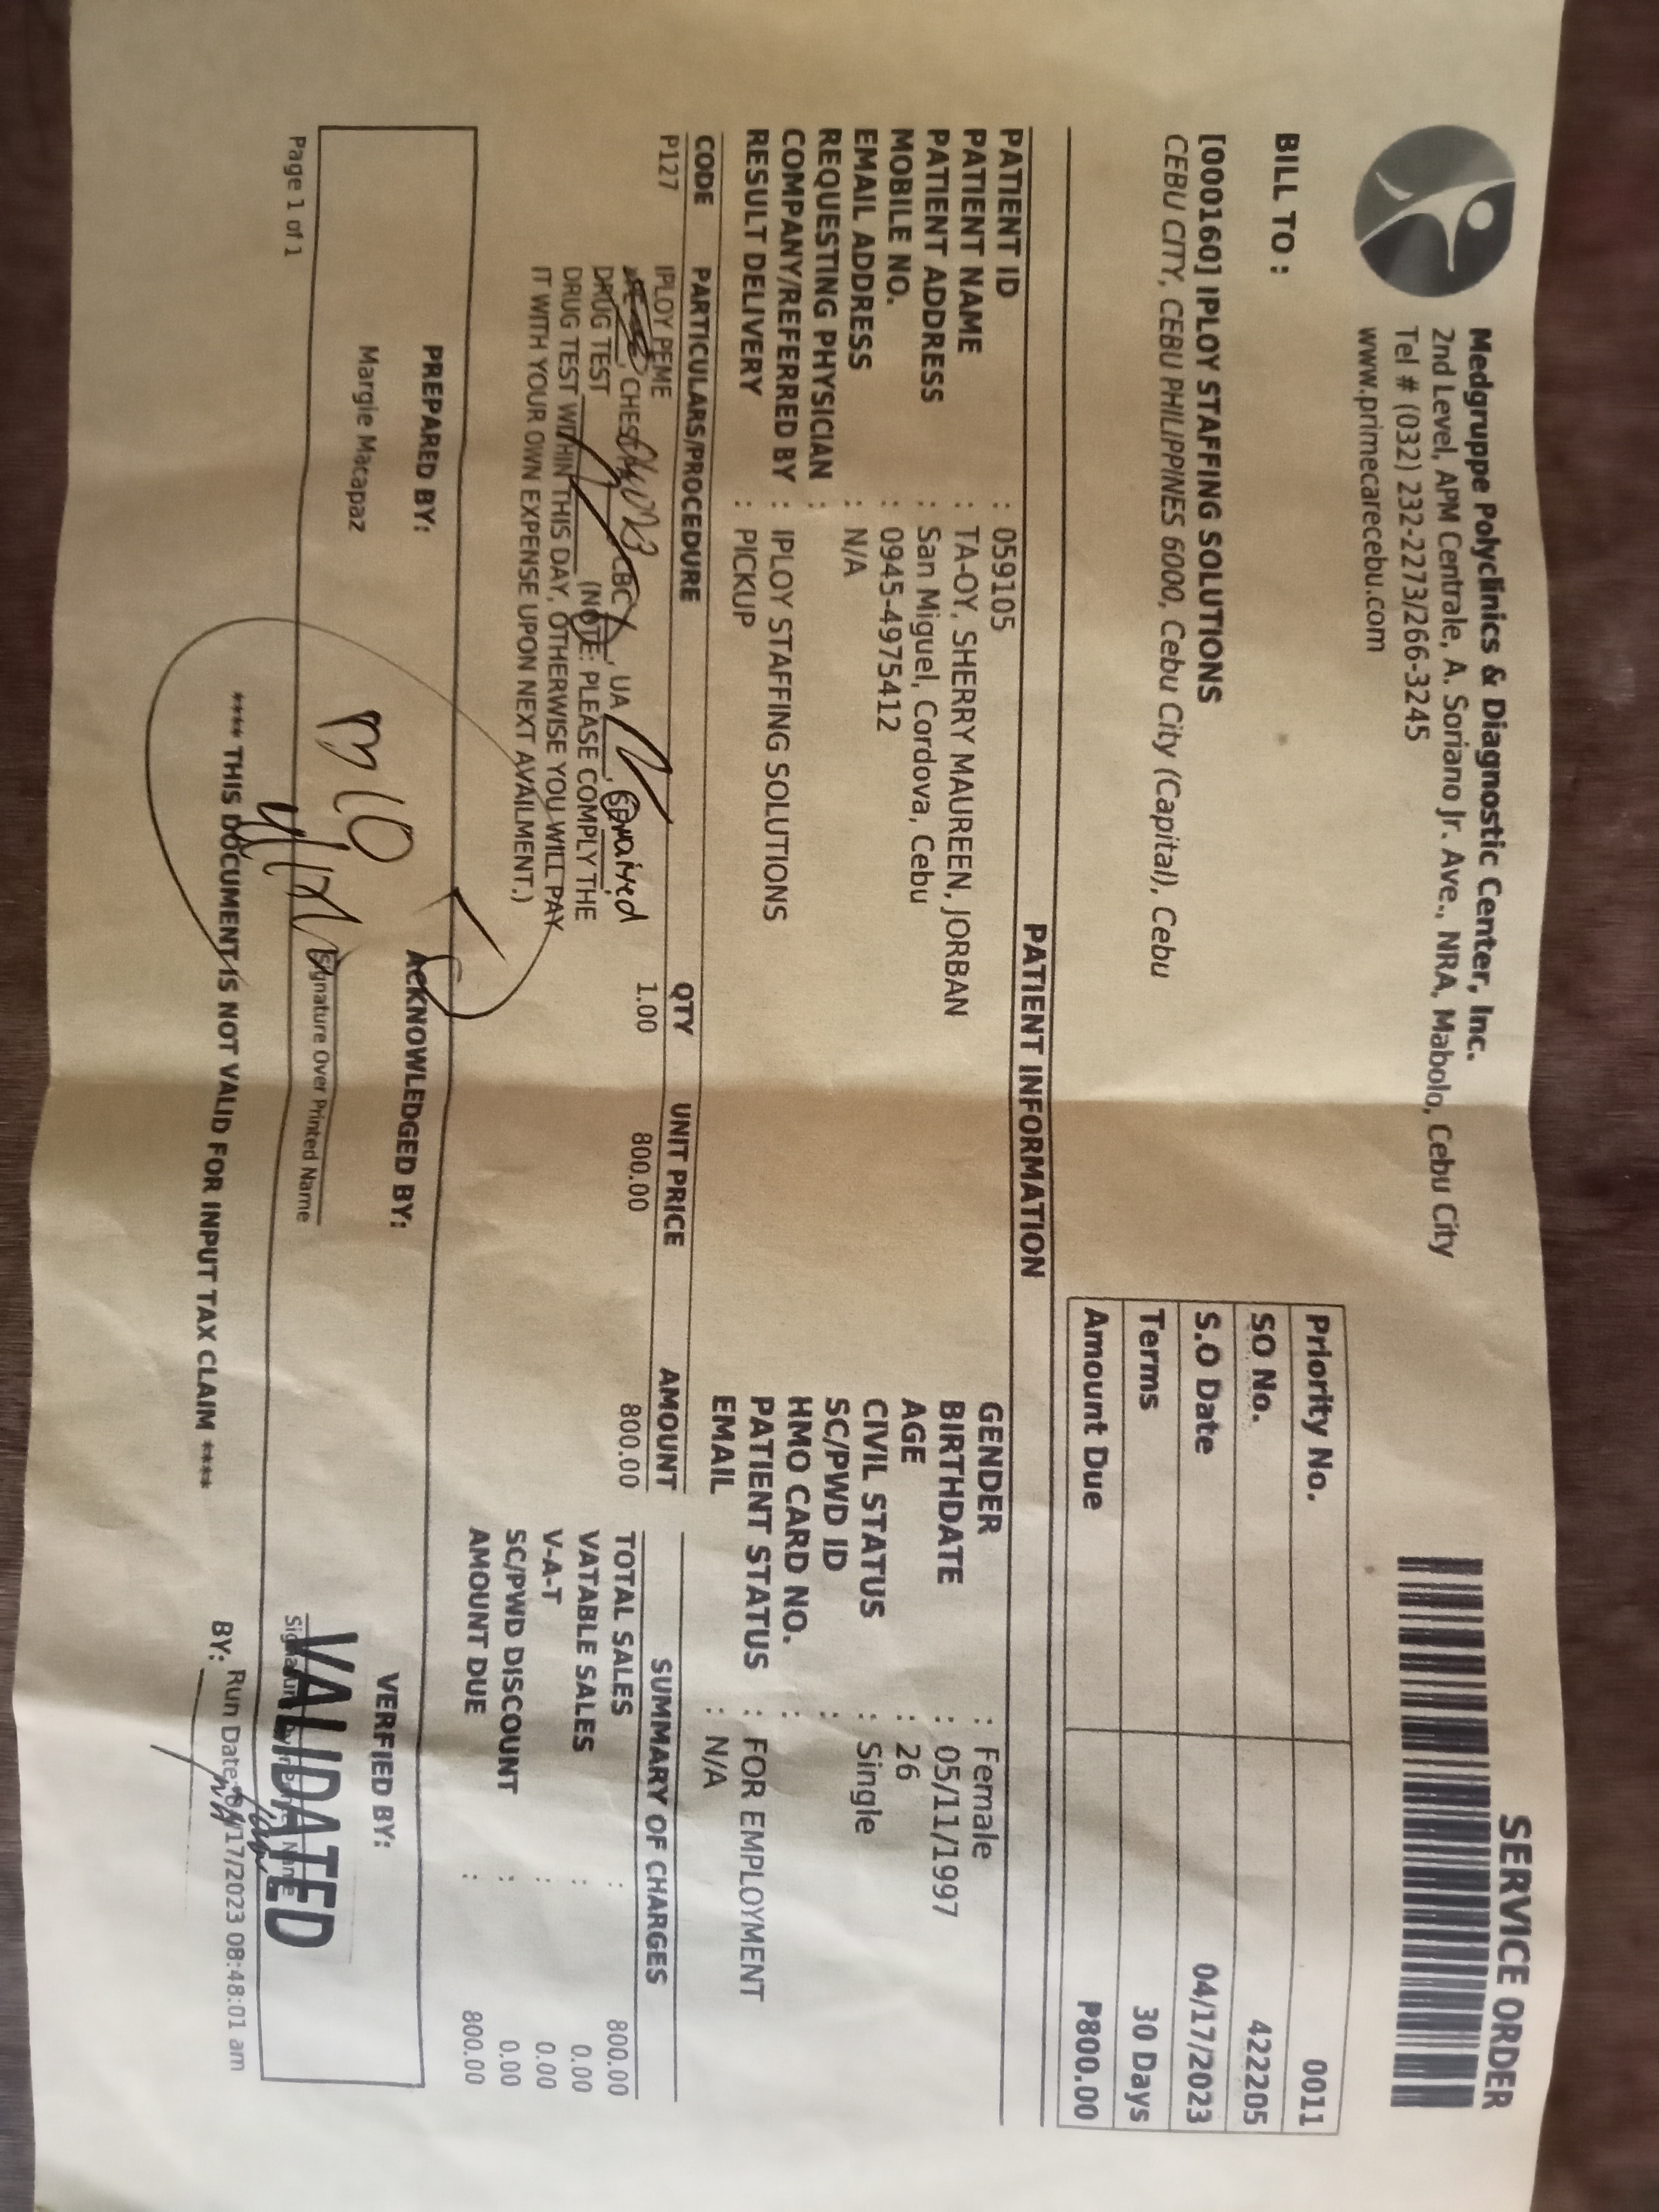 SERVICE ORDER
Medgruppe Polyclinics & Diagnostic Center, Inc.
2nd Level, APM Centrale, A. Soriano Jr. Ave., NRA, Mabolo, Cebu City
Tel # (032) 232-2273/266-3245
www.primecarecebu.com
BILL TO :
[000160] IPLOY STAFFING SOLUTIONS
CEBU CITY, CEBU PHILIPPINES 6000, Cebu City (Capital), Cebu
Priority No. 0011
SO No. 422205
S.O Date 04/17/2023
Terms 30 Days
Amount Due P800.00
PATIENT INFORMATION
PATIENT ID : 059105
PATIENT NAME : TA-OY, SHERRY MAUREEN, JORBAN
PATIENT ADDRESS : San Miguel, Cordova, Cebu
MOBILE NO. : 0945-4975412
EMAIL ADDRESS : N/A
REQUESTING PHYSICIAN :
COMPANY/REFERRED BY : IPLOY STAFFING SOLUTIONS
RESULT DELIVERY : PICKUP
GENDER : Female
BIRTHDATE : 05/11/1997
AGE : 26
CIVIL STATUS : Single
SC/PWD ID :
HMO CARD NO. :
PATIENT STATUS : FOR EMPLOYMENT
EMAIL : N/A
CODE PARTICULARS/PROCEDURE QTY UNIT PRICE AMOUNT
P127 IPLOY PEME 1.00 800.00 800.00
CHEST CBC , UA , waived
DRUG TEST (NOTE: PLEASE COMPLY THE
DRUG TEST WITHIN THIS DAY, OTHERWISE YOU WILL PAY
IT WITH YOUR OWN EXPENSE UPON NEXT AVAILMENT.)
SUMMARY OF CHARGES
TOTAL SALES : 800.00
VATABLE SALES : 0.00
V-A-T : 0.00
SC/PWD DISCOUNT : 0.00
AMOUNT DUE : 800.00
PREPARED BY: ACKNOWLEDGED BY: VERIFIED BY:
Margie Macapaz
Signature Over Printed Name
VALIDATED
BY:
Page 1 of 1
**** THIS DOCUMENT IS NOT VALID FOR INPUT TAX CLAIM ****
Run Date: 04/17/2023 08:48:01 am